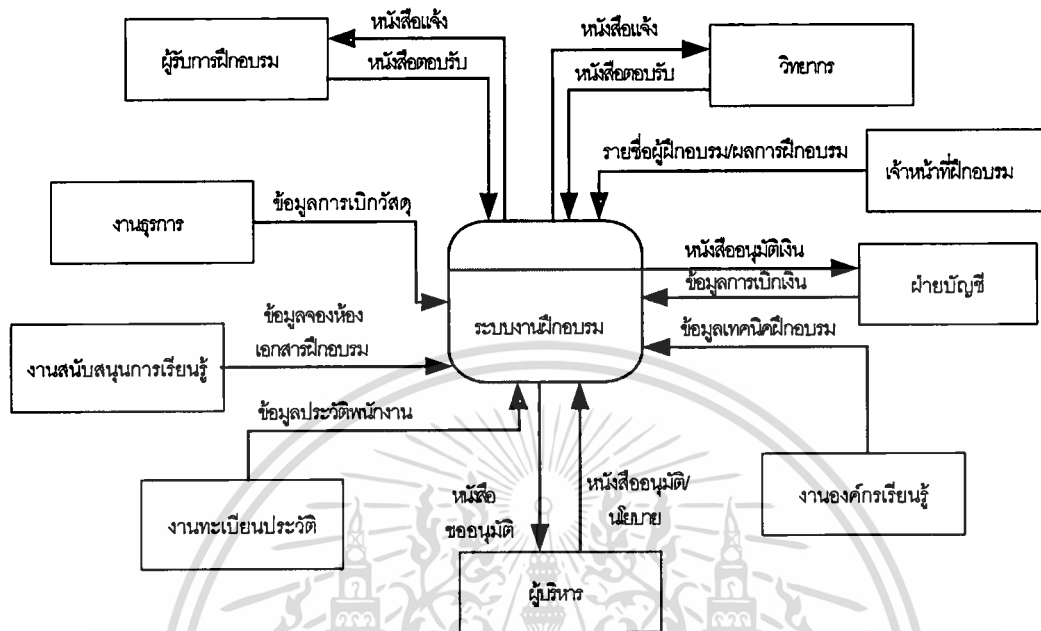 หนังสือแจ้ง
ผู้รับการฝึกอบรม
หนังสือตอบรับ
หนังสือแจ้ง
หนังสือตอบรับ
วิทยากร
รายชื่อผู้ฝึกอบรม/ผลการฝึกอบรม
เจ้าหน้าที่ฝึกอบรม
งานธุรการ
ข้อมูลการเบิกวัสดุ
หนังสืออนุมัติเงิน
ข้อมูลการเบิกเงิน
ฝ่ายบัญชี
ระบบงานฝึกอบรม
ข้อมูลเทคนิคฝึกอบรม
ข้อมูลจองห้อง
เอกสารฝึกอบรม
งานสนับสนุนการเรียนรู้
ข้อมูลประวัติพนักงาน
งานทะเบียนประวัติ
หนังสือ
ขออนุมัติ
หนังสืออนุมัติ/
นโยบาย
งานองค์กรเรียนรู้
ผู้บริหาร